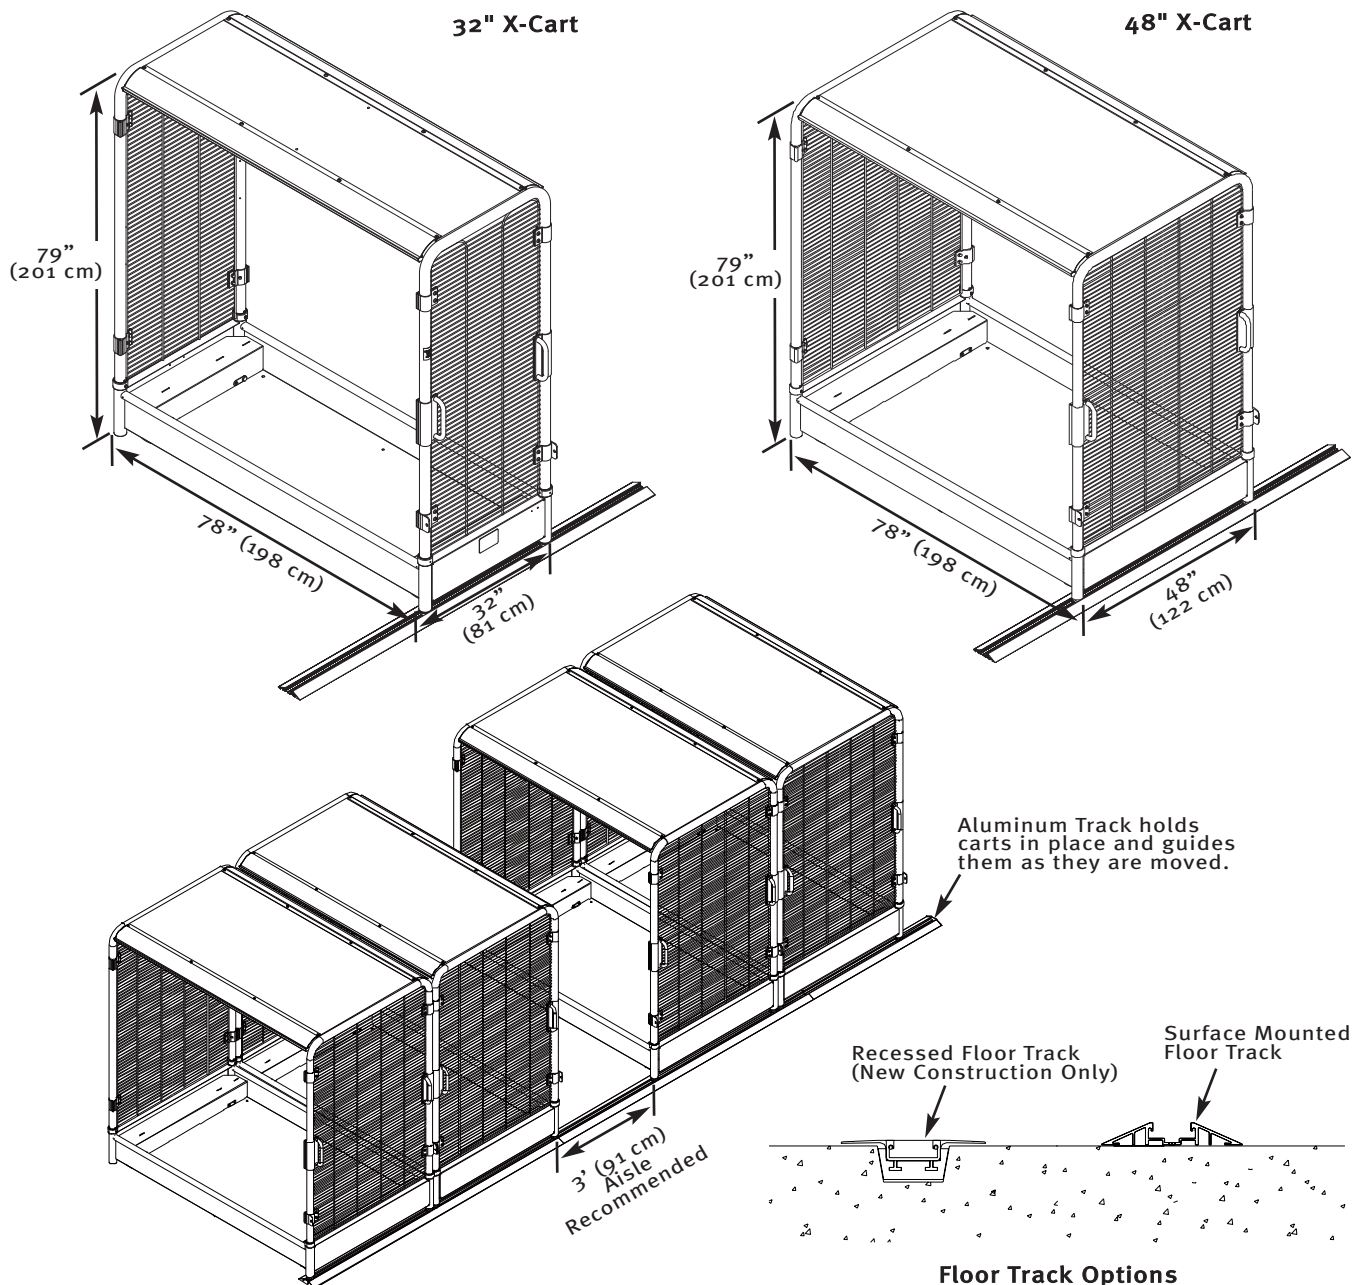 32" X-Cart
48" X-Cart
79”
(201 cm)
78” (198 cm)
32”
(81 cm)
79”
(201 cm)
78” (198 cm)
48”
(122 cm)
Aluminum Track holds
carts in place and guides
them as they are moved.
3’ (91 cm)
Aisle
Recommended
Recessed Floor Track
(New Construction Only)
Surface Mounted
Floor Track
Floor Track Options